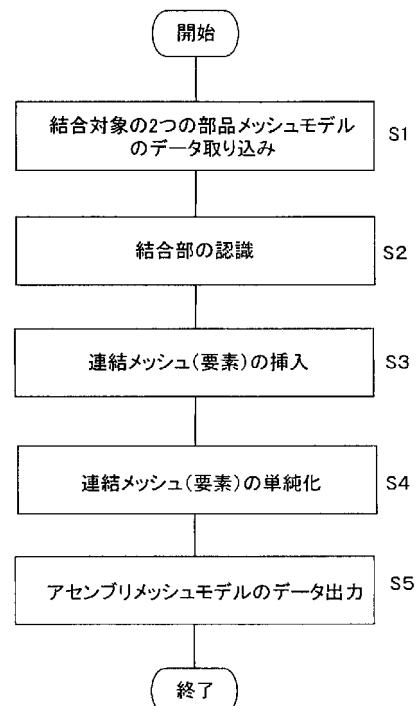 開始
結合対象の2つの部品メッシュモデル
のデータ取り込み
S1
結合部の認識
S2
連結メッシュ(要素)の挿入
S3
連結メッシュ(要素)の単純化
S4
アセンブリメッシュモデルのデータ出力
S5
終了